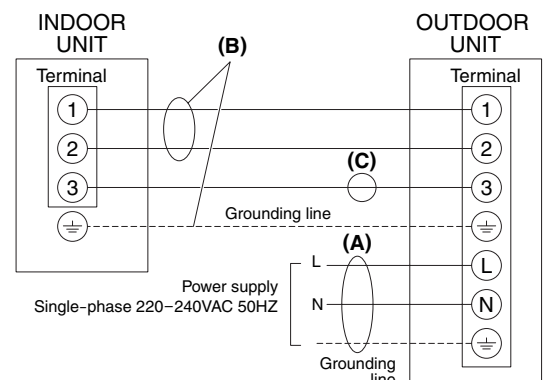 INDOOR
UNIT
OUTDOOR
UNIT
(B)
Terminal
Terminal
1
1
2
2
(C)
3
3
Grounding line
(A)
L
L
Power supply
Single-phase 220-240VAC 50HZ
N
N
Grounding
line